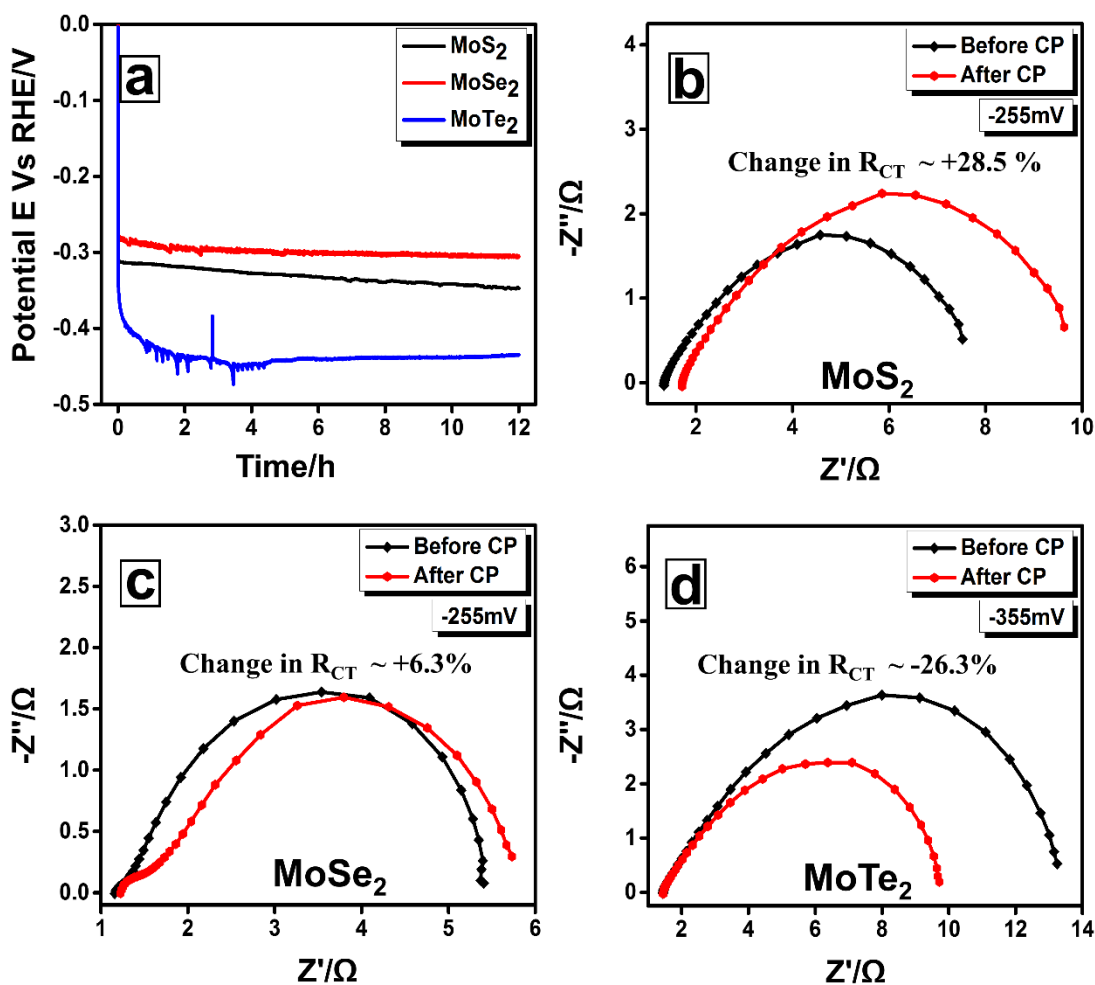 a
MoS₂
MoSe₂
MoTe₂
0.0
-0.1
-0.2
-0.3
-0.4
-0.5
Potential E Vs RHE/V
0 2 4 6 8 10 12
Time/h
b
Before CP
After CP
-255mV
Change in R_CT ~ +28.5 %
MoS₂
4
3
2
1
0
-Z''/Ω
2 4 6 8 10
Z'/Ω
c
Before CP
After CP
-255mV
Change in R_CT ~ +6.3%
MoSe₂
3.0
2.5
2.0
1.5
1.0
0.5
0.0
-Z''/Ω
1 2 3 4 5 6
Z'/Ω
d
Before CP
After CP
-355mV
Change in R_CT ~ -26.3%
MoTe₂
6
5
4
3
2
1
0
-Z''/Ω
2 4 6 8 10 12 14
Z'/Ω